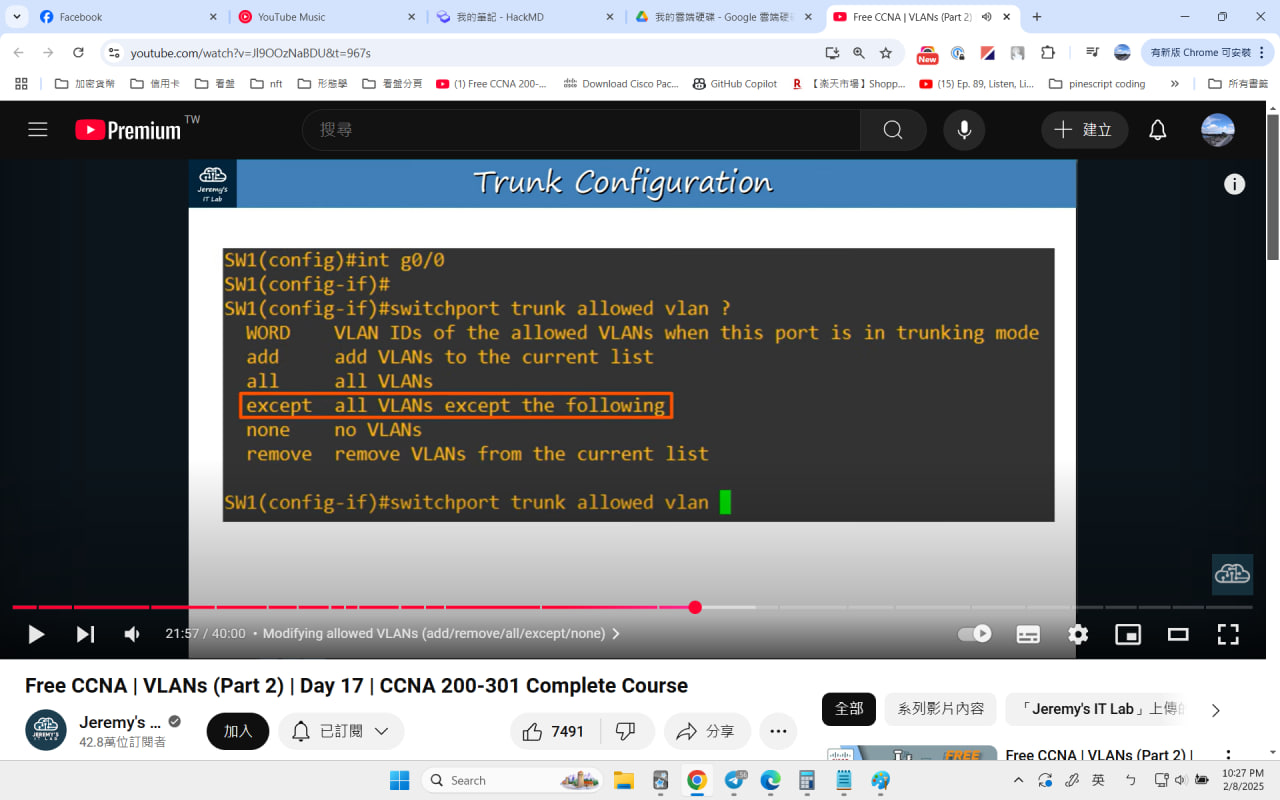 Facebook
YouTube Music
我的筆記 - HackMD
我的雲端硬碟 - Google 雲端硬碟
Free CCNA | VLANs (Part 2)
youtube.com/watch?v=Jl9OOzNaBDU&t=967s
New
有新版 Chrome 可安裝
加密貨幣
信用卡
看盤
nft
形態學
看盤分頁
(1) Free CCNA 200-...
Download Cisco Pac...
GitHub Copilot
【楽天市場】Shopp...
(15) Ep. 89, Listen, Li...
pinescript coding
所有書籤
Premium TW
搜尋
建立
Jeremy's
IT Lab
Trunk Configuration
SW1(config)#int g0/0
SW1(config-if)#
SW1(config-if)#switchport trunk allowed vlan ?
WORD VLAN IDs of the allowed VLANs when this port is in trunking mode
add add VLANs to the current list
all all VLANs
except all VLANs except the following
none no VLANs
remove remove VLANs from the current list
SW1(config-if)#switchport trunk allowed vlan
21:57 / 40:00 • Modifying allowed VLANs (add/remove/all/except/none)
Free CCNA | VLANs (Part 2) | Day 17 | CCNA 200-301 Complete Course
JEREMY'S
IT LAB
Jeremy's ...
42.8萬位訂閱者
加入
已訂閱
7491
分享
全部
系列影片內容
「Jeremy's IT Lab」上傳的
FREE
Free CCNA | VLANs (Part 2) |
Search
英
10:27 PM
2/8/2025